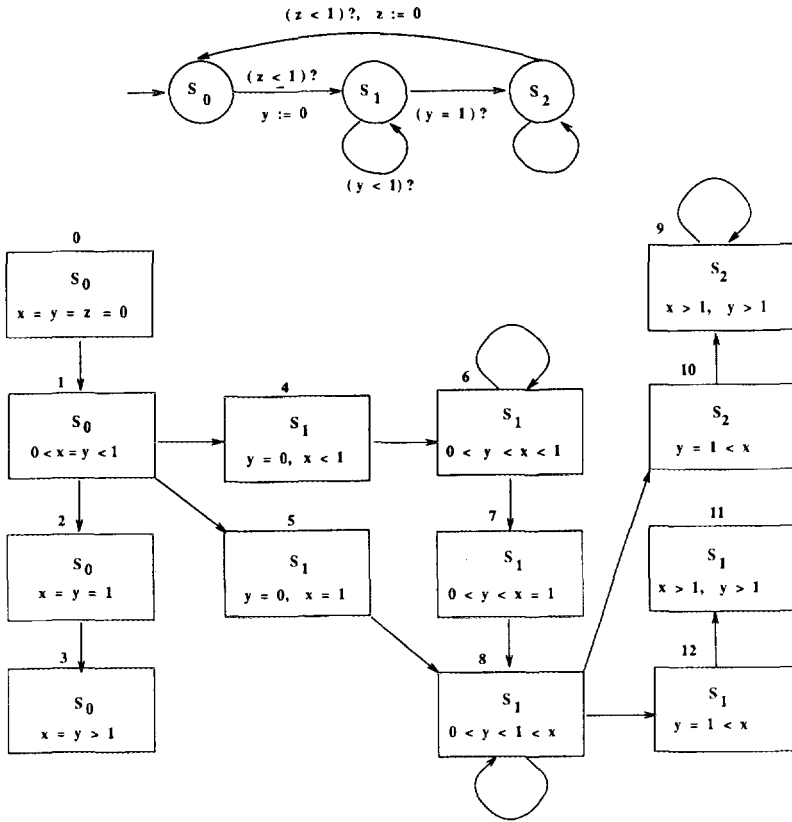 (z < 1)?, z := 0
S0
(z ≤ 1)?
y := 0
S1
(y = 1)?
S2
(y < 1)?
0
S0
x = y = z = 0
1
S0
0 < x = y < 1
2
S0
x = y = 1
3
S0
x = y > 1
4
S1
y = 0, x < 1
5
S1
y = 0, x = 1
6
S1
0 < y < x < 1
7
S1
0 < y < x = 1
8
S1
0 < y < 1 < x
9
S2
x > 1, y > 1
10
S2
y = 1 < x
11
S1
x > 1, y > 1
12
S1
y = 1 < x